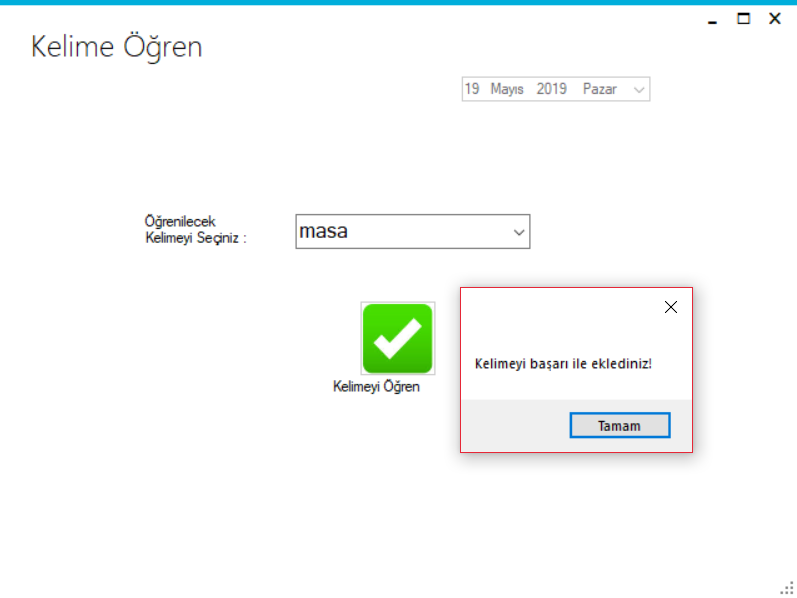 Kelime Öğren
19 Mayıs 2019 Pazar
Öğrenilecek
Kelimeyi Seçiniz :
masa
Kelimeyi başarı ile eklediniz!
Kelimeyi Öğren
Tamam